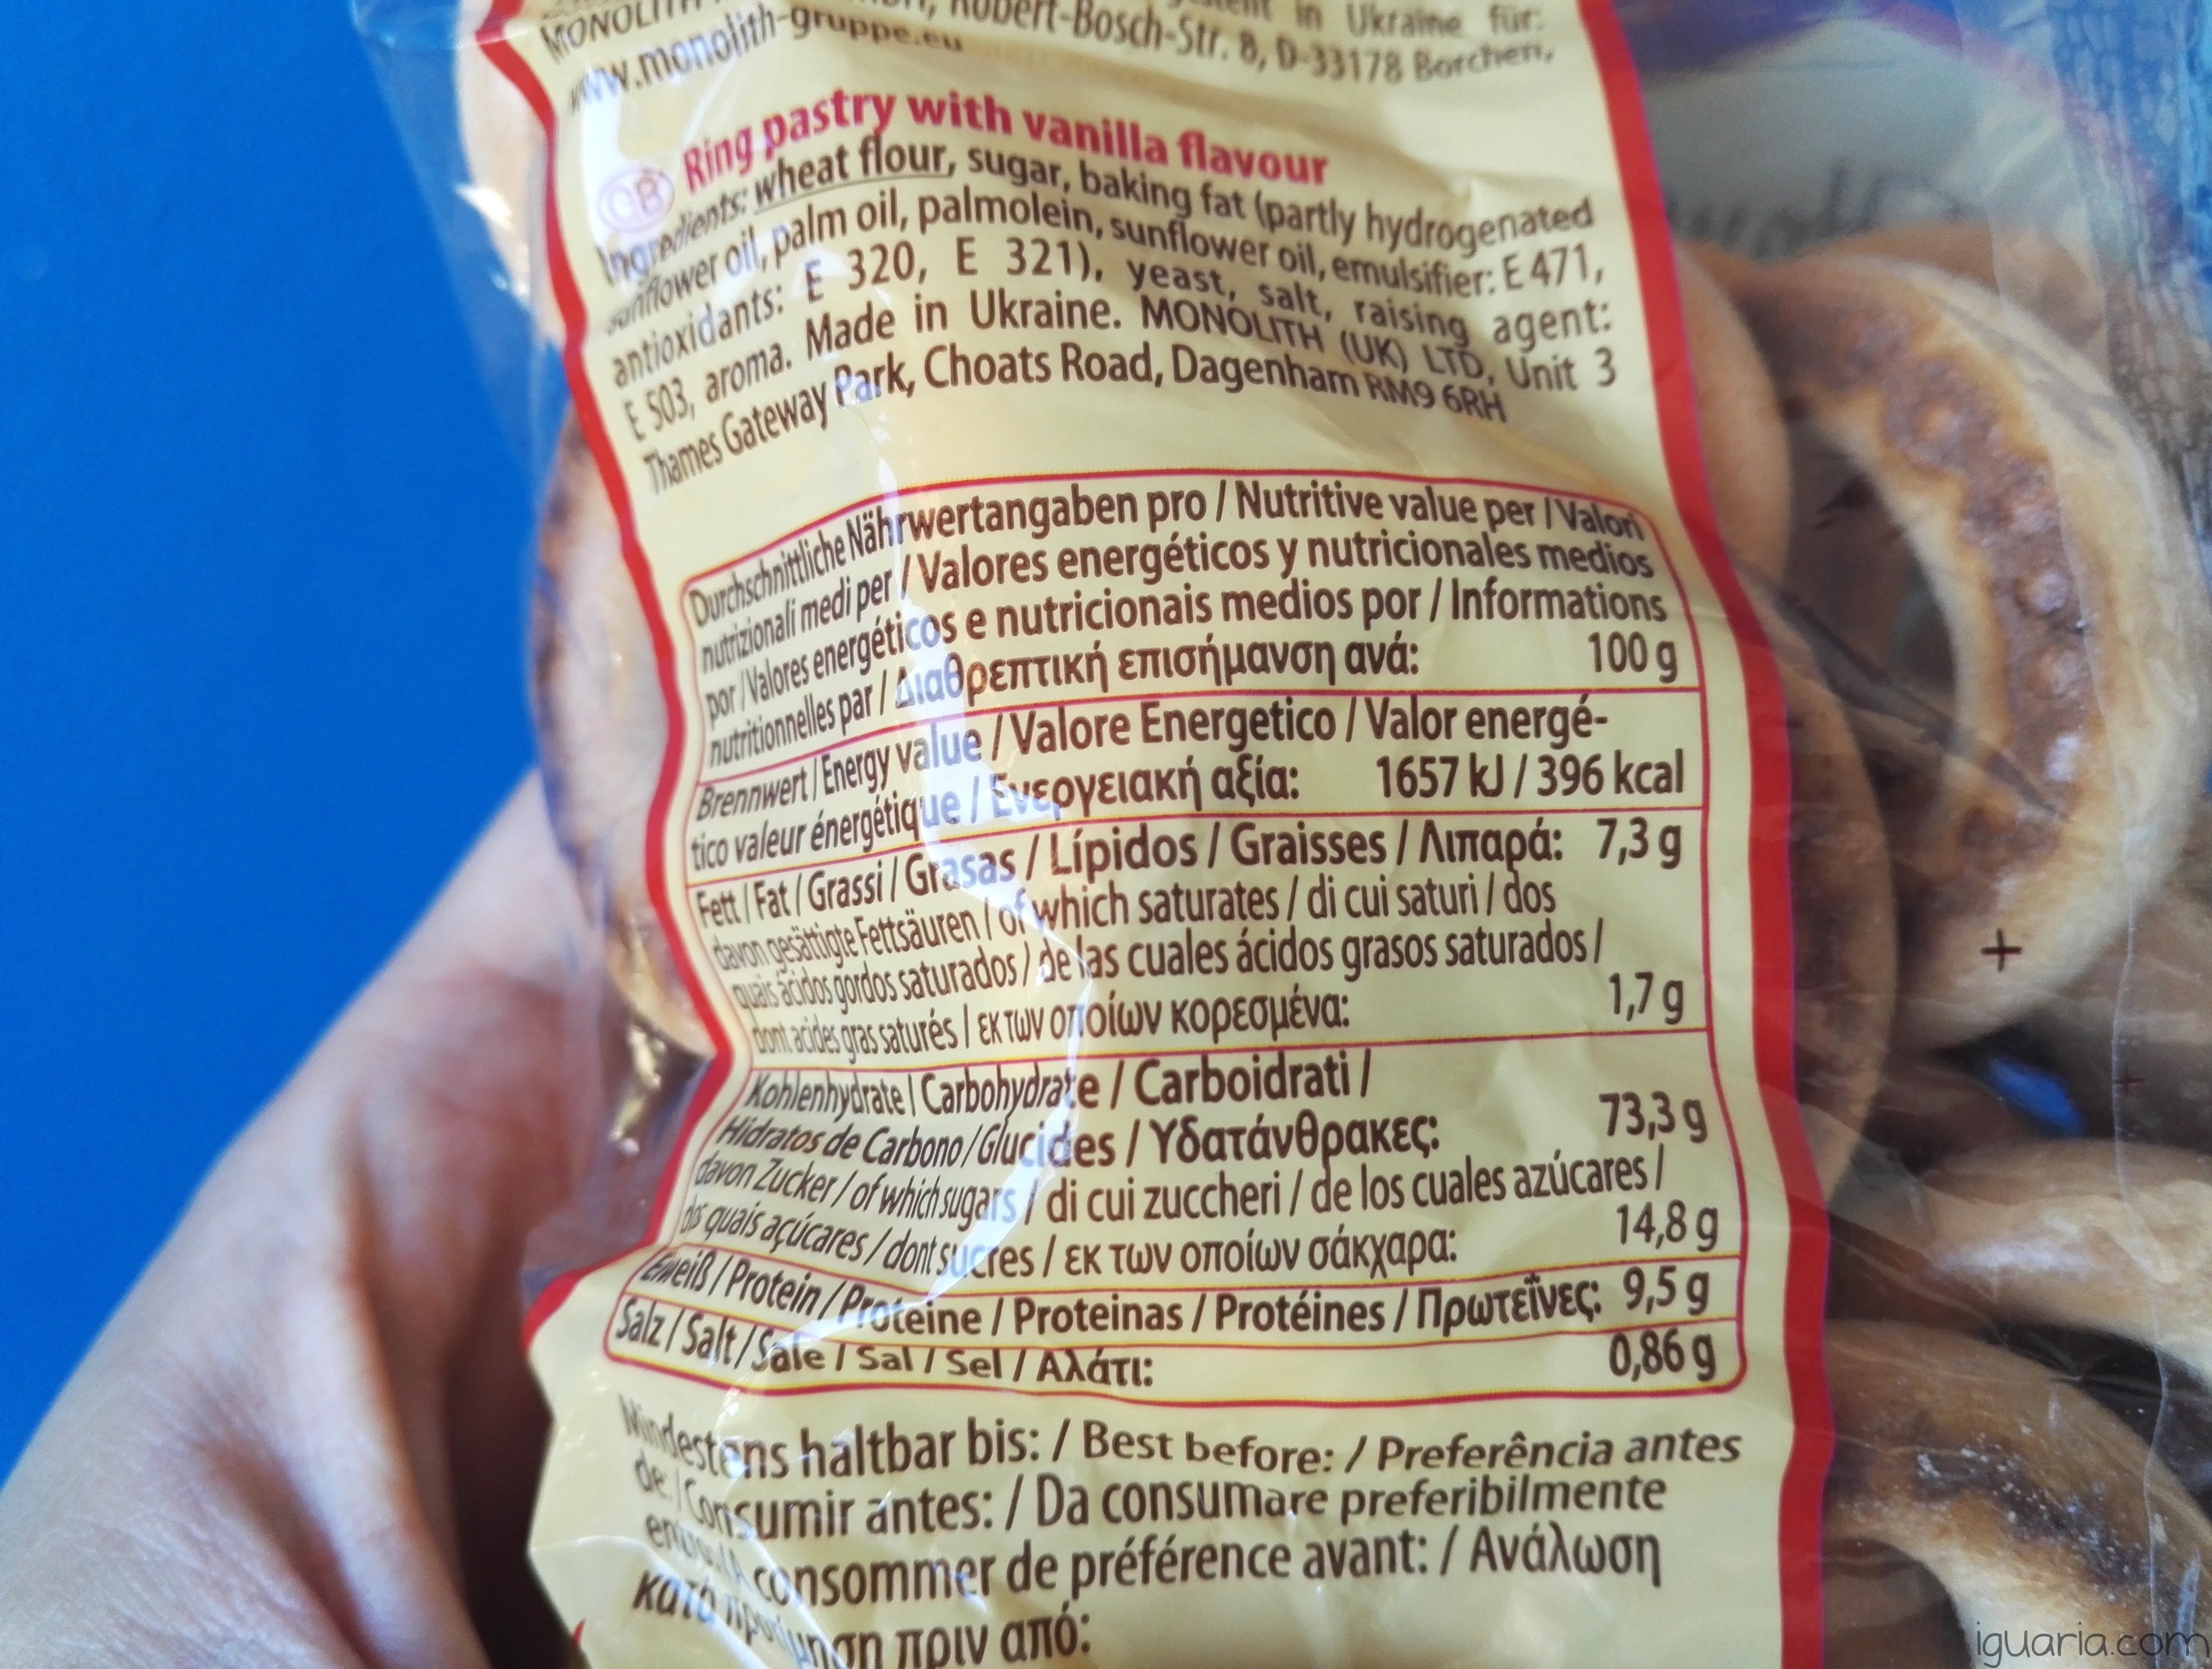 in Ukraine für:
MONOLITH Robert-Bosch-Str. 8, D-33178 Borchen,
www.monolith-gruppe.eu
GB Ring pastry with vanilla flavour
Ingredients: wheat flour, sugar, baking fat (partly hydrogenated
sunflower oil, palm oil, palmolein, sunflower oil, emulsifier: E 471,
antioxidants: E 320, E 321), yeast, salt, raising agent:
E 503, aroma. Made in Ukraine. MONOLITH (UK) LTD, Unit 3
Thames Gateway Park, Choats Road, Dagenham RM9 6RH
Durchschnittliche Nährwertangaben pro / Nutritive value per / Valori
nutrizionali medi per / Valores energéticos y nutricionales medios
por / Valores energéticos e nutricionais medios por / Informations
nutritionnelles par / Διαθρεπτική επισήμανση ανά: 100 g
Brennwert / Energy value / Valore Energetico / Valor energé-
tico valeur énergétique / Ενεργειακή αξία: 1657 kJ / 396 kcal
Fett / Fat / Grassi / Grasas / Lípidos / Graisses / Λιπαρά: 7,3 g
davon gesättigte Fettsäuren / of which saturates / di cui saturi / dos
quais ácidos gordos saturados / de las cuales ácidos grasos saturados /
dont acides gras saturés / εκ των οποίων κορεσμένα: 1,7 g
Kohlenhydrate / Carbohydrate / Carboidrati /
Hidratos de Carbono / Glucides / Υδατάνθρακες: 73,3 g
davon Zucker / of which sugars / di cui zuccheri / de los cuales azúcares /
dos quais açúcares / dont sucres / εκ των οποίων σάκχαρα: 14,8 g
Eiweiß / Protein / Proteine / Proteinas / Protéines / Πρωτεΐνες: 9,5 g
Salz / Salt / Sale / Sal / Sel / Αλάτι: 0,86 g
Mindestens haltbar bis: / Best before: / Preferência antes
de: / Consumir antes: / Da consumare preferibilmente
A consommer de préférence avant: / Ανάλωση
κατά προτίμηση πριν από:
iguaria.com